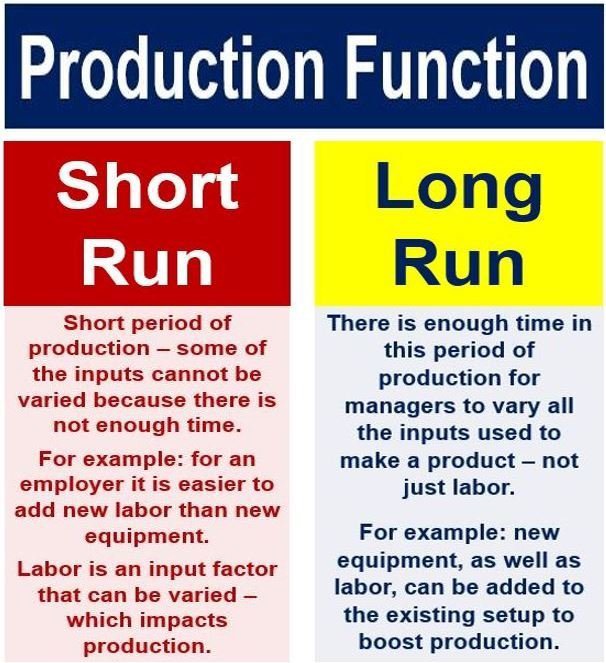 Production Function
Short
Run
Short period of
production – some of
the inputs cannot be
varied because there is
not enough time.
For example: for an
employer it is easier to
add new labor than new
equipment.
Labor is an input factor
that can be varied –
which impacts
production.
Long
Run
There is enough time in
this period of
production for
managers to vary all
the inputs used to
make a product – not
just labor.
For example: new
equipment, as well as
labor, can be added to
the existing setup to
boost production.